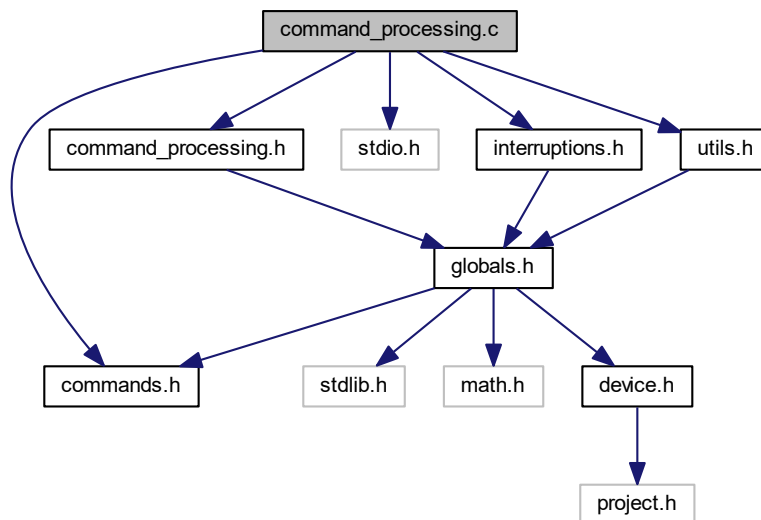 command_processing.c
command_processing.h
stdio.h
interruptions.h
utils.h
globals.h
commands.h
stdlib.h
math.h
device.h
project.h